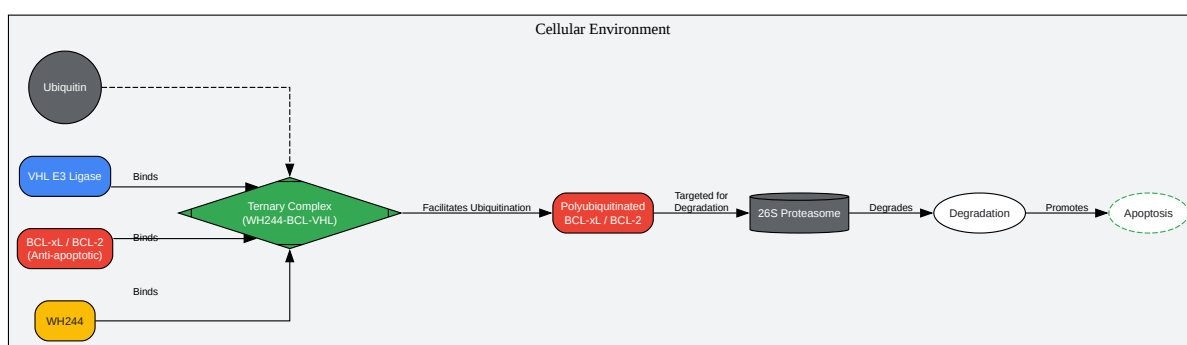 Cellular Environment
Ubiquitin
VHL E3 Ligase
Binds
BCL-xL / BCL-2
(Anti-apoptotic)
Binds
WH244
Binds
Ternary Complex
(WH244-BCL-VHL)
Facilitates Ubiquitination
Polyubiquitinated
BCL-xL / BCL-2
Targeted for
Degradation
26S Proteasome
Degrades
Degradation
Promotes
Apoptosis